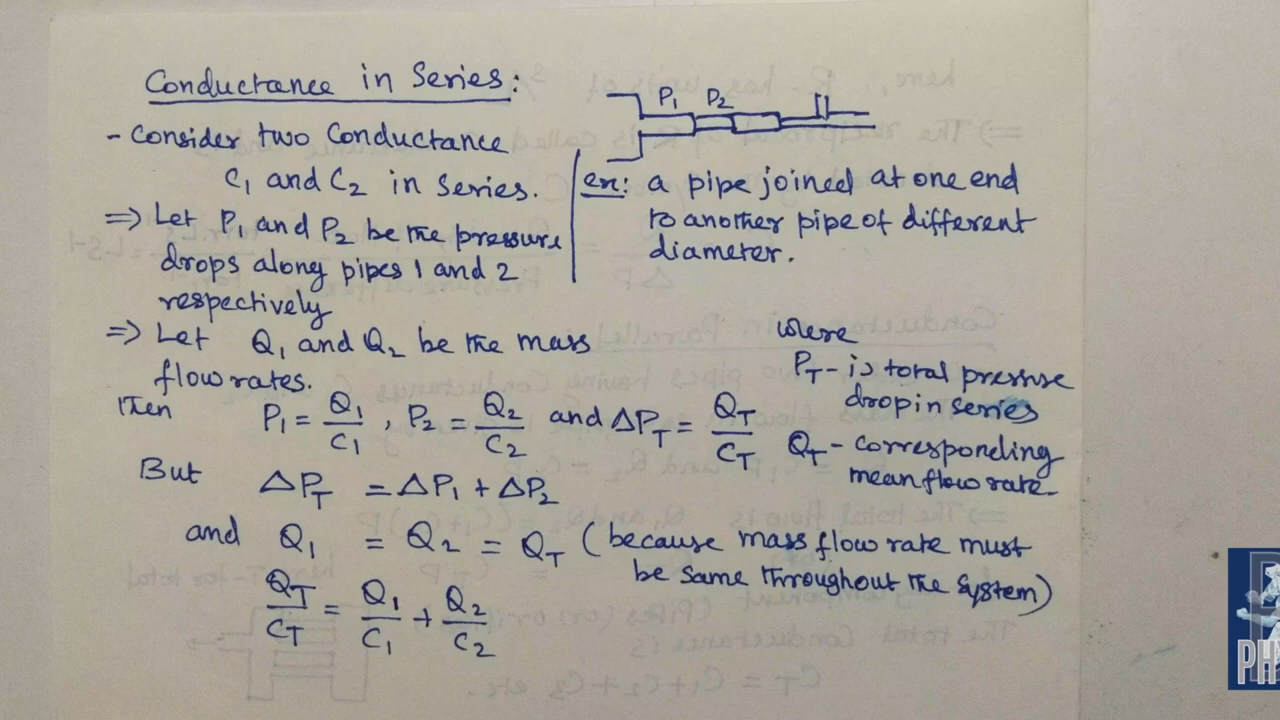 Conductance in Series:
P1 P2
- Consider two Conductance
C1 and C2 in series.
=> Let P1 and P2 be the pressure
drops along pipes 1 and 2
respectively
ex: a pipe joined at one end
to another pipe of different
diameter.
=> Let Q1 and Q2 be the mass
flow rates.
where
PT - is total pressure
drop in series
QT - corresponding
mean flow rate.
Then P1 = Q1/C1 , P2 = Q2/C2 and ΔPT = QT/CT
But ΔPT = ΔP1 + ΔP2
and Q1 = Q2 = QT (because mass flow rate must
be same throughout the system)
QT/CT = Q1/C1 + Q2/C2